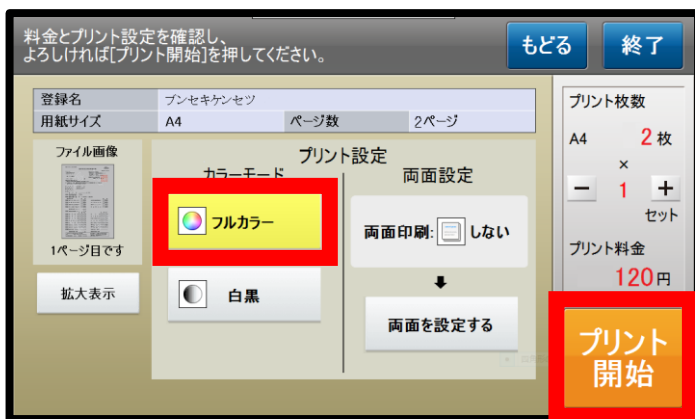 料金とプリント設定を確認し、
よろしければ[プリント開始]を押してください。
もどる
終了
登録名 ブンセキケンセツ
用紙サイズ A4 ページ数 2ページ
ファイル画像
1ページ目です
拡大表示
プリント設定
カラーモード
フルカラー
白黒
両面設定
両面印刷: しない
両面を設定する
プリント枚数
A4 2枚
×
− 1 +
セット
プリント料金
120円
プリント
開始